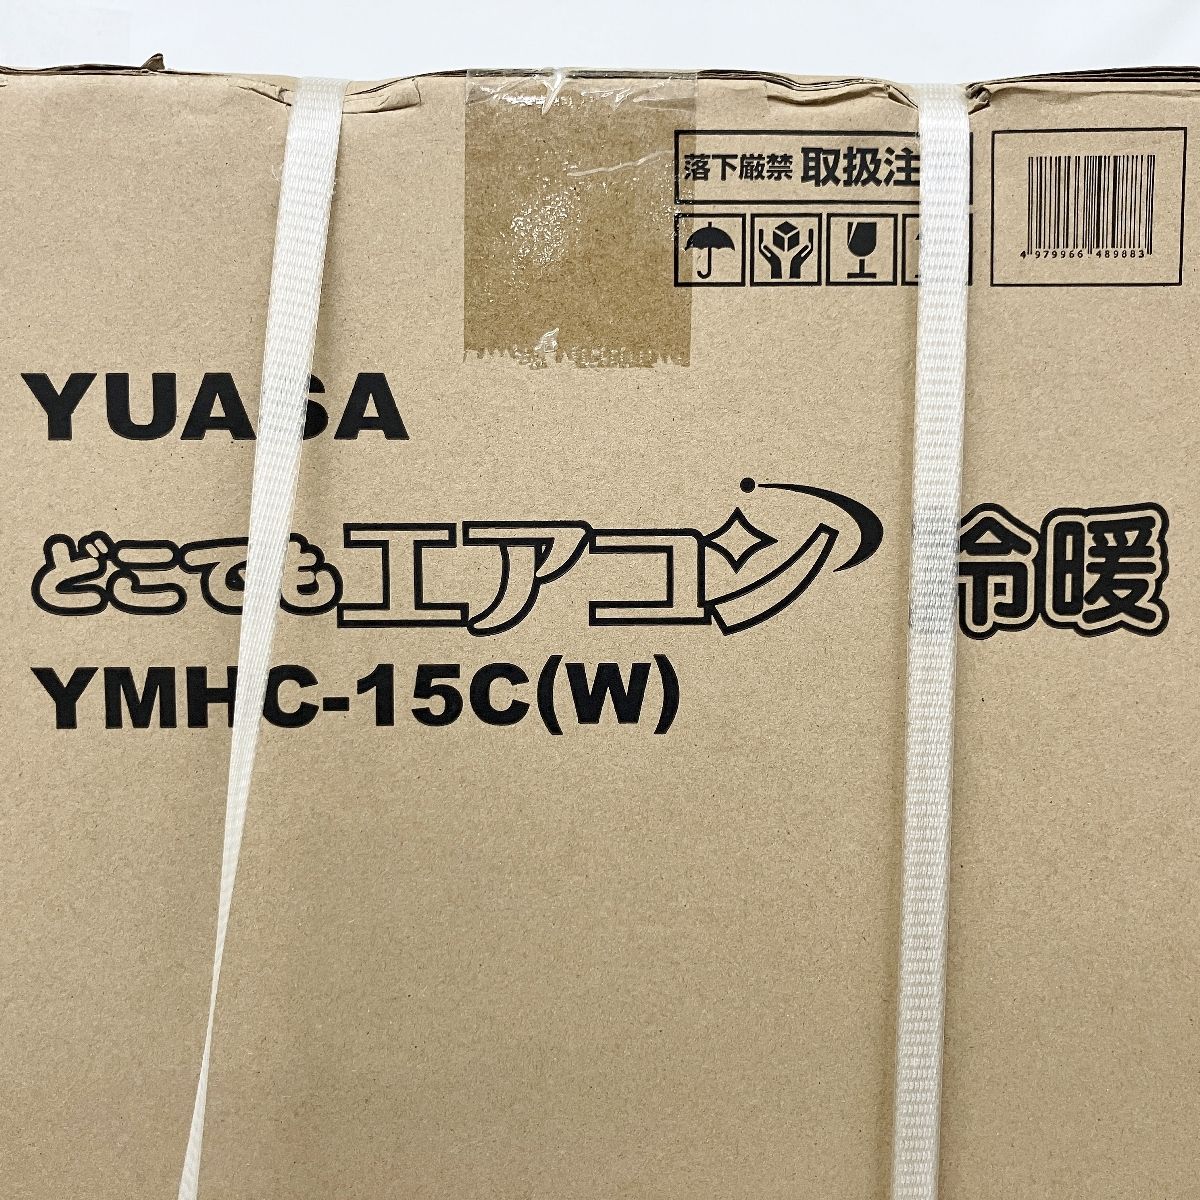 落下厳禁 取扱注
4 979966 489883
YUASA
どこでもエアコン 冷暖
YMHC-15C(W)